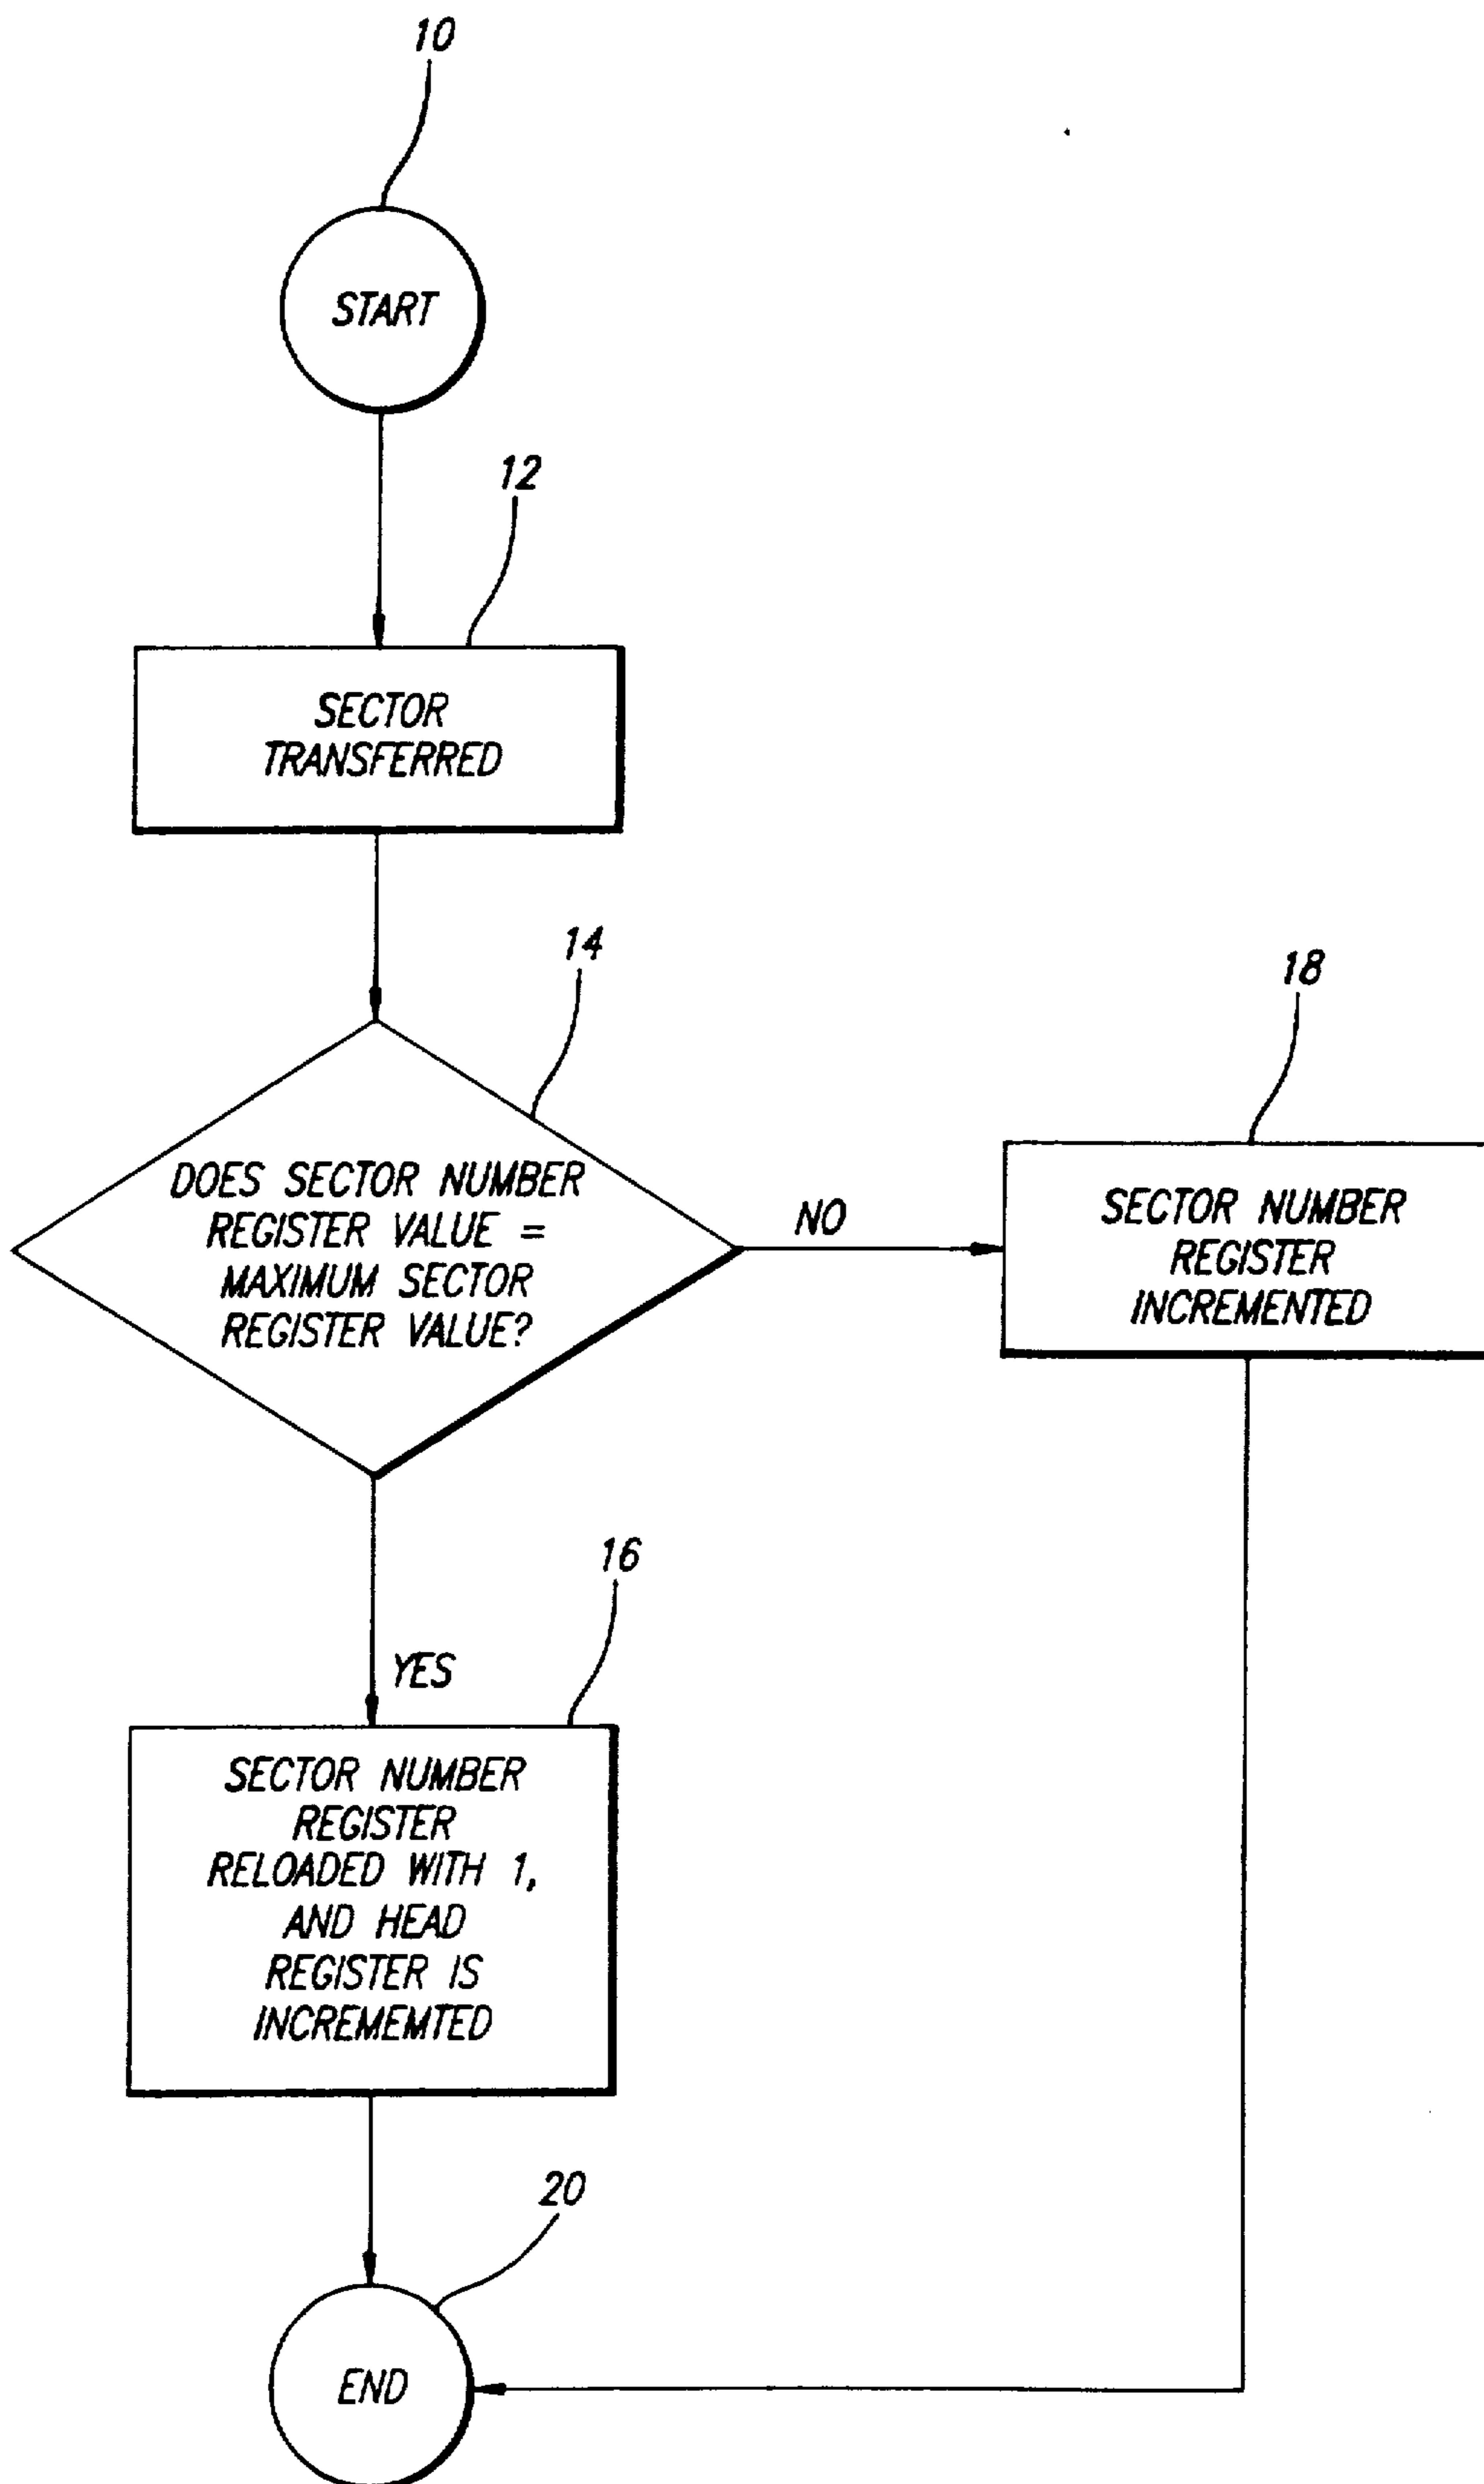 10
START
12
SECTOR
TRANSFERRED
14
DOES SECTOR NUMBER
REGISTER VALUE =
MAXIMUM SECTOR
REGISTER VALUE?
NO
18
SECTOR NUMBER
REGISTER
INCREMENTED
YES
16
SECTOR NUMBER
REGISTER
RELOADED WITH 1,
AND HEAD
REGISTER IS
INCREMEMTED
20
END